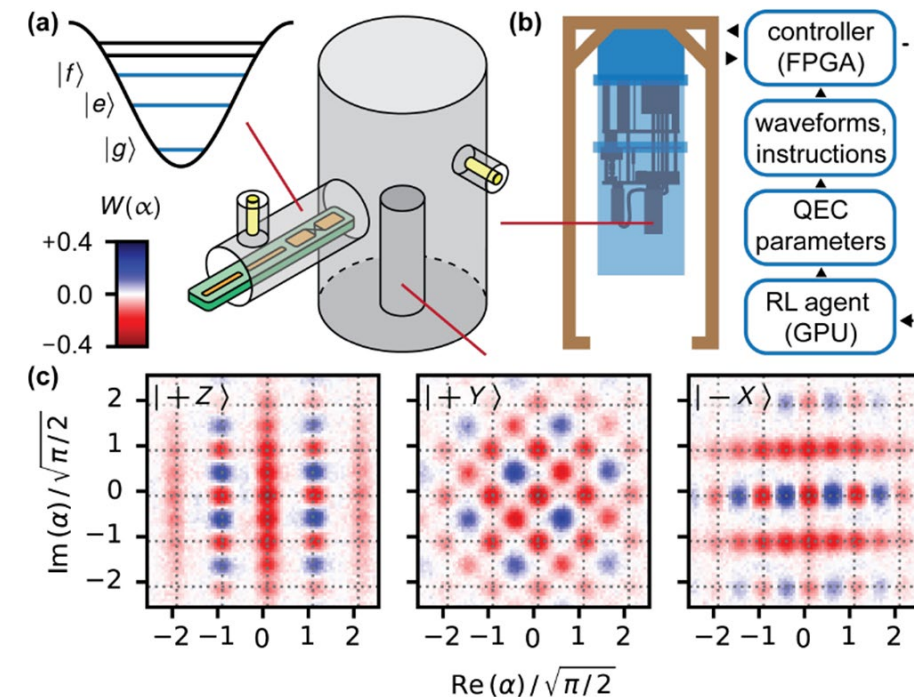 (a)
|f⟩
|e⟩
|g⟩
W(α)
+0.4
0.0
−0.4
(b)
controller
(FPGA)
waveforms,
instructions
QEC
parameters
RL agent
(GPU)
(c)
|+Z⟩
|+Y⟩
|−X⟩
Im(α)/√π/2
2
1
0
−1
−2
−2 −1 0 1 2
−2 −1 0 1 2
−2 −1 0 1 2
Re(α)/√π/2